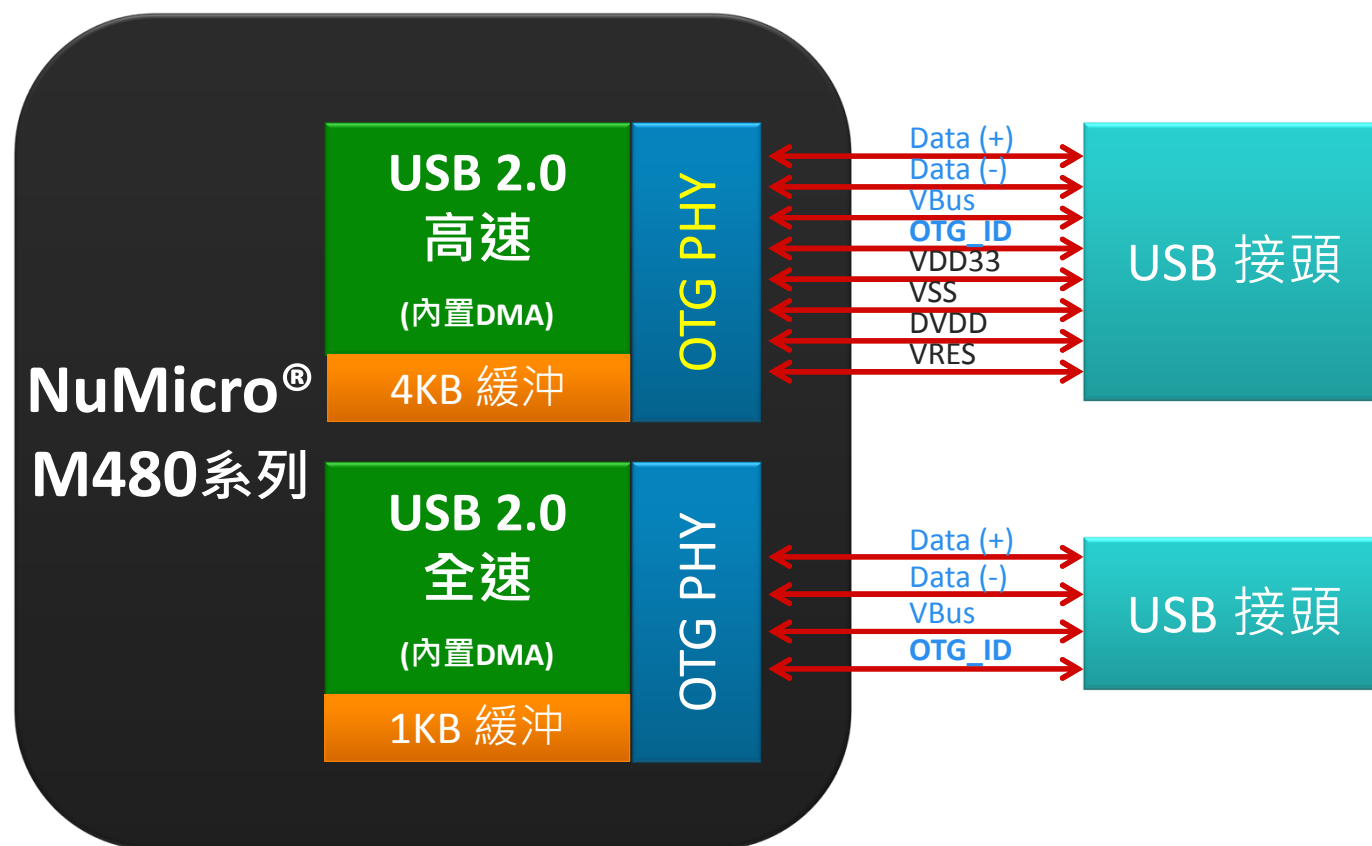 NuMicro®
M480系列
USB 2.0
高速
(內置DMA)
4KB 緩沖
OTG PHY
Data (+)
Data (-)
VBus
OTG_ID
VDD33
VSS
DVDD
VRES
USB 接頭
USB 2.0
全速
(內置DMA)
1KB 緩沖
OTG PHY
Data (+)
Data (-)
VBus
OTG_ID
USB 接頭